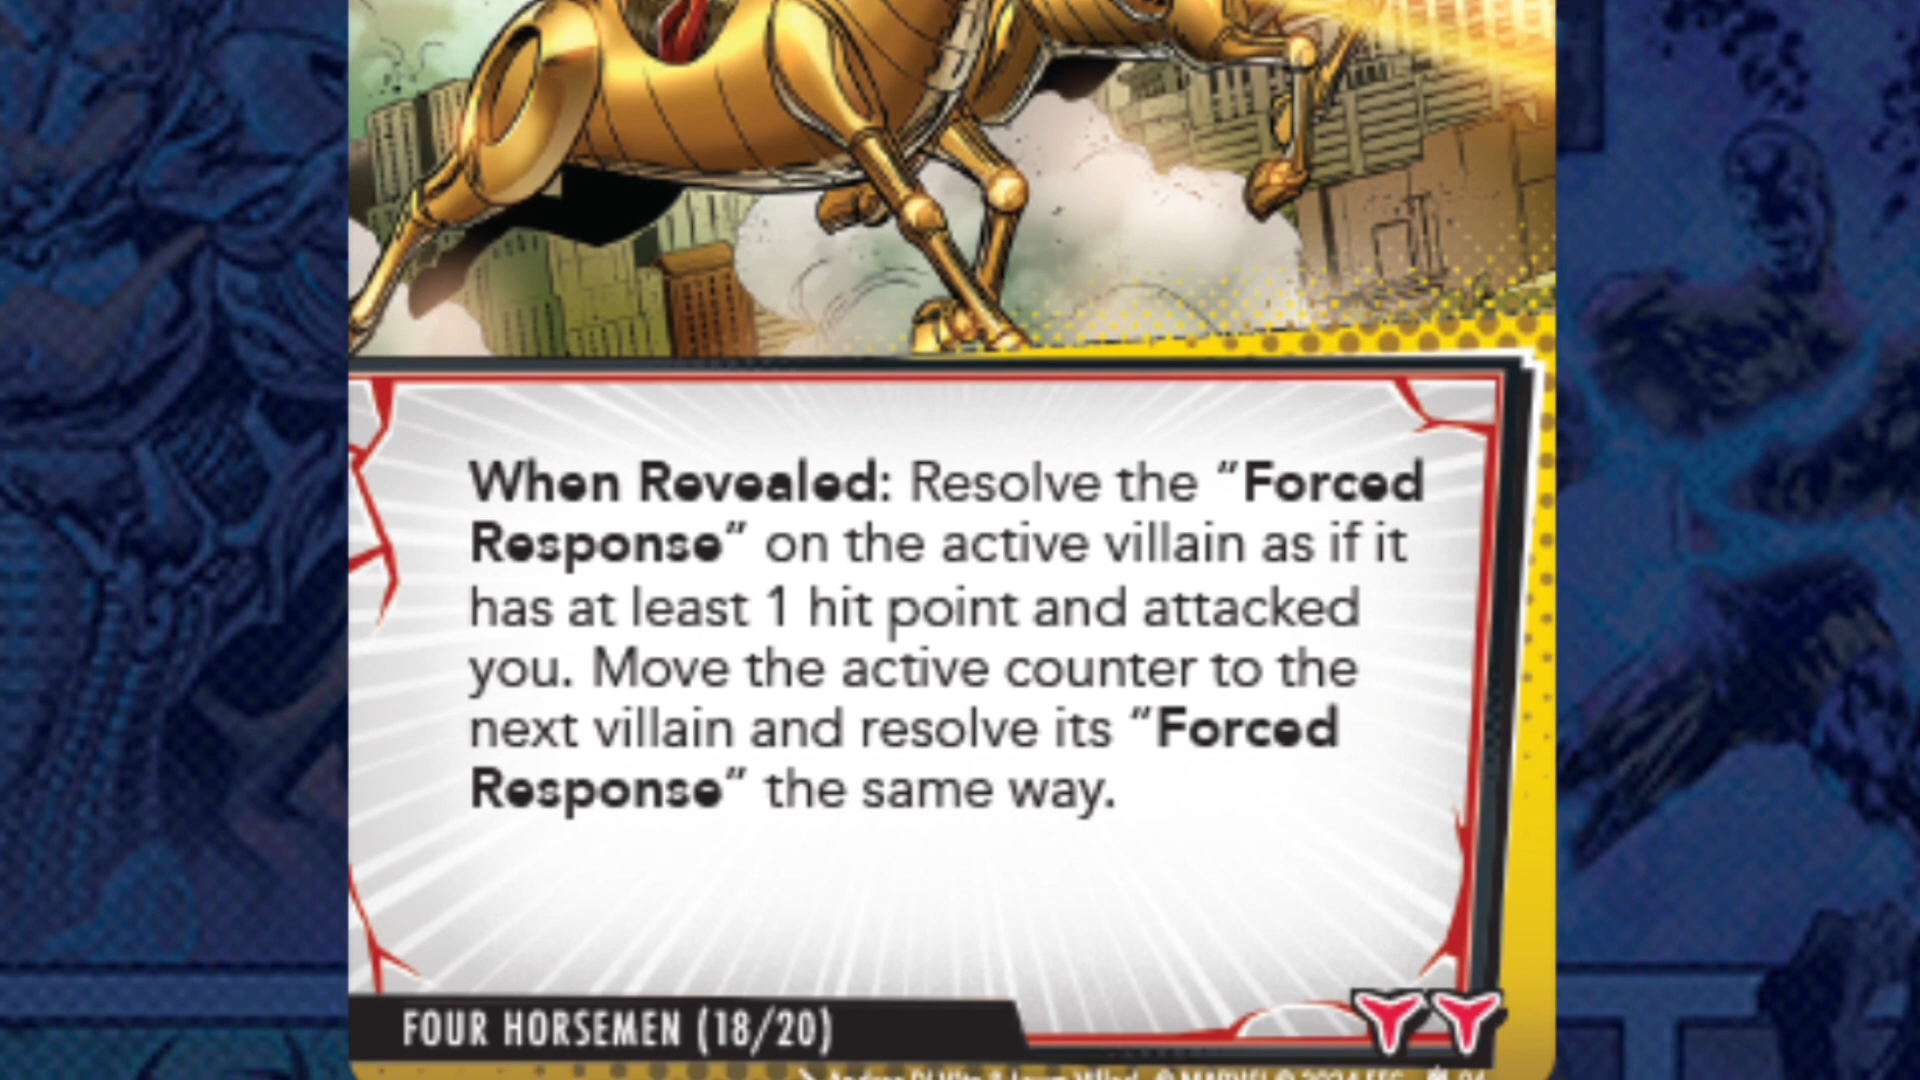 When Revealed: Resolve the “Forced
Response” on the active villain as if it
has at least 1 hit point and attacked
you. Move the active counter to the
next villain and resolve its “Forced
Response” the same way.
FOUR HORSEMEN (18/20)